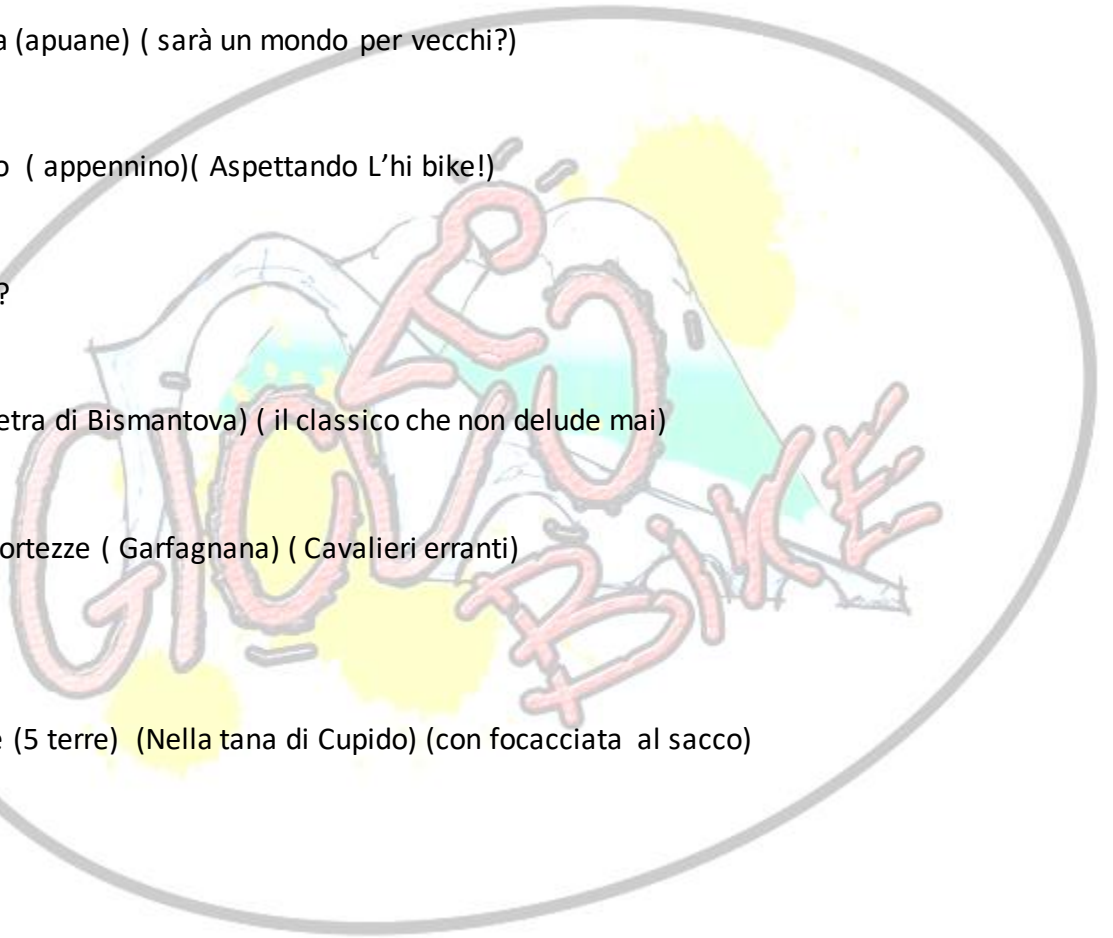 a (apuane) ( sarà un mondo per vecchi?)
o ( appennino)( Aspettando L'hi bike!)
?
etra di Bismantova) ( il classico che non delude mai)
ortezze ( Garfagnana) ( Cavalieri erranti)
e (5 terre) (Nella tana di Cupido) (con focacciata al sacco)
BIKE